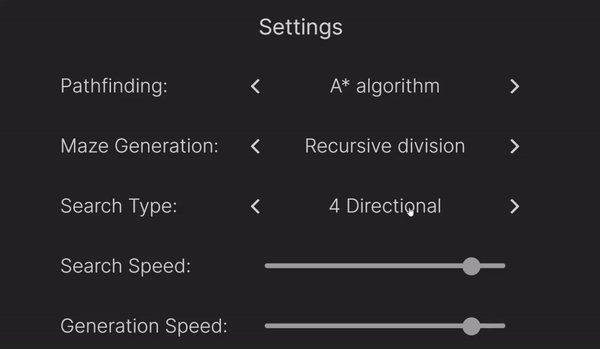 Settings
Pathfinding: < A* algorithm >
Maze Generation: < Recursive division >
Search Type: < 4 Directional >
Search Speed:
Generation Speed: